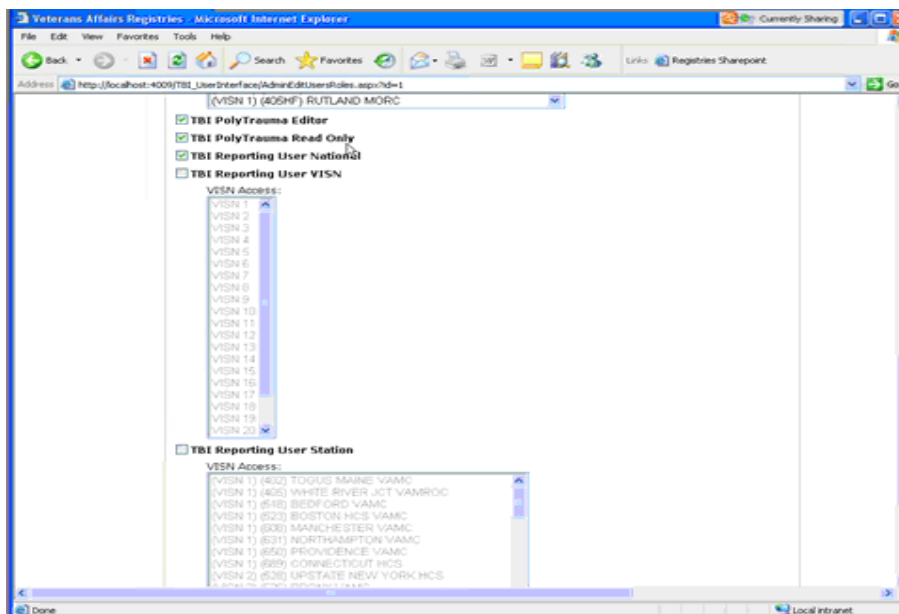 Veterans Affairs Registries - Microsoft Internet Explorer
Currently Sharing
File Edit View Favorites Tools Help
Back Search Favorites Links Registries Sharepoint
Address http://localhost:4009/TBI_UserInterface/AdminEditUsersRoles.aspx?id=1 Go
(VISN 1) (405HF) RUTLAND MORC
TBI PolyTrauma Editor
TBI PolyTrauma Read Only
TBI Reporting User National
TBI Reporting User VISN
VISN Access:
VISN 1
VISN 2
VISN 3
VISN 4
VISN 5
VISN 6
VISN 7
VISN 8
VISN 9
VISN 10
VISN 11
VISN 12
VISN 13
VISN 14
VISN 15
VISN 16
VISN 17
VISN 18
VISN 19
VISN 20
TBI Reporting User Station
VISN Access:
(VISN 1) (402) TOGUS MAINE VAMC
(VISN 1) (405) WHITE RIVER JCT VAMROC
(VISN 1) (518) BEDFORD VAMC
(VISN 1) (523) BOSTON HCS VAMC
(VISN 1) (608) MANCHESTER VAMC
(VISN 1) (631) NORTHAMPTON VAMC
(VISN 1) (650) PROVIDENCE VAMC
(VISN 1) (689) CONNECTICUT HCS
(VISN 2) (528) UPSTATE NEW YORK HCS
Done Local intranet